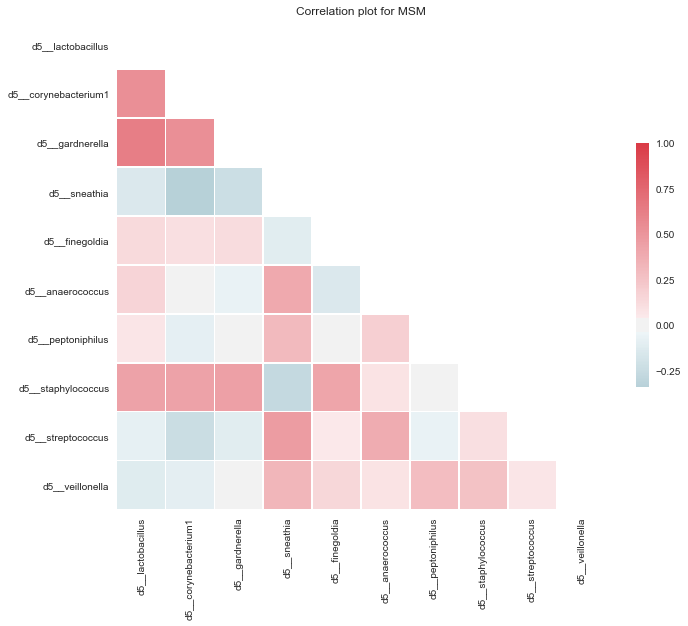 Correlation plot for MSM
d5__lactobacillus
d5__corynebacterium1
d5__gardnerella
d5__sneathia
d5__finegoldia
d5__anaerococcus
d5__peptoniphilus
d5__staphylococcus
d5__streptococcus
d5__veillonella
1.00
0.75
0.50
0.25
0.00
−0.25
d5__lactobacillus
d5__corynebacterium1
d5__gardnerella
d5__sneathia
d5__finegoldia
d5__anaerococcus
d5__peptoniphilus
d5__staphylococcus
d5__streptococcus
d5__veillonella